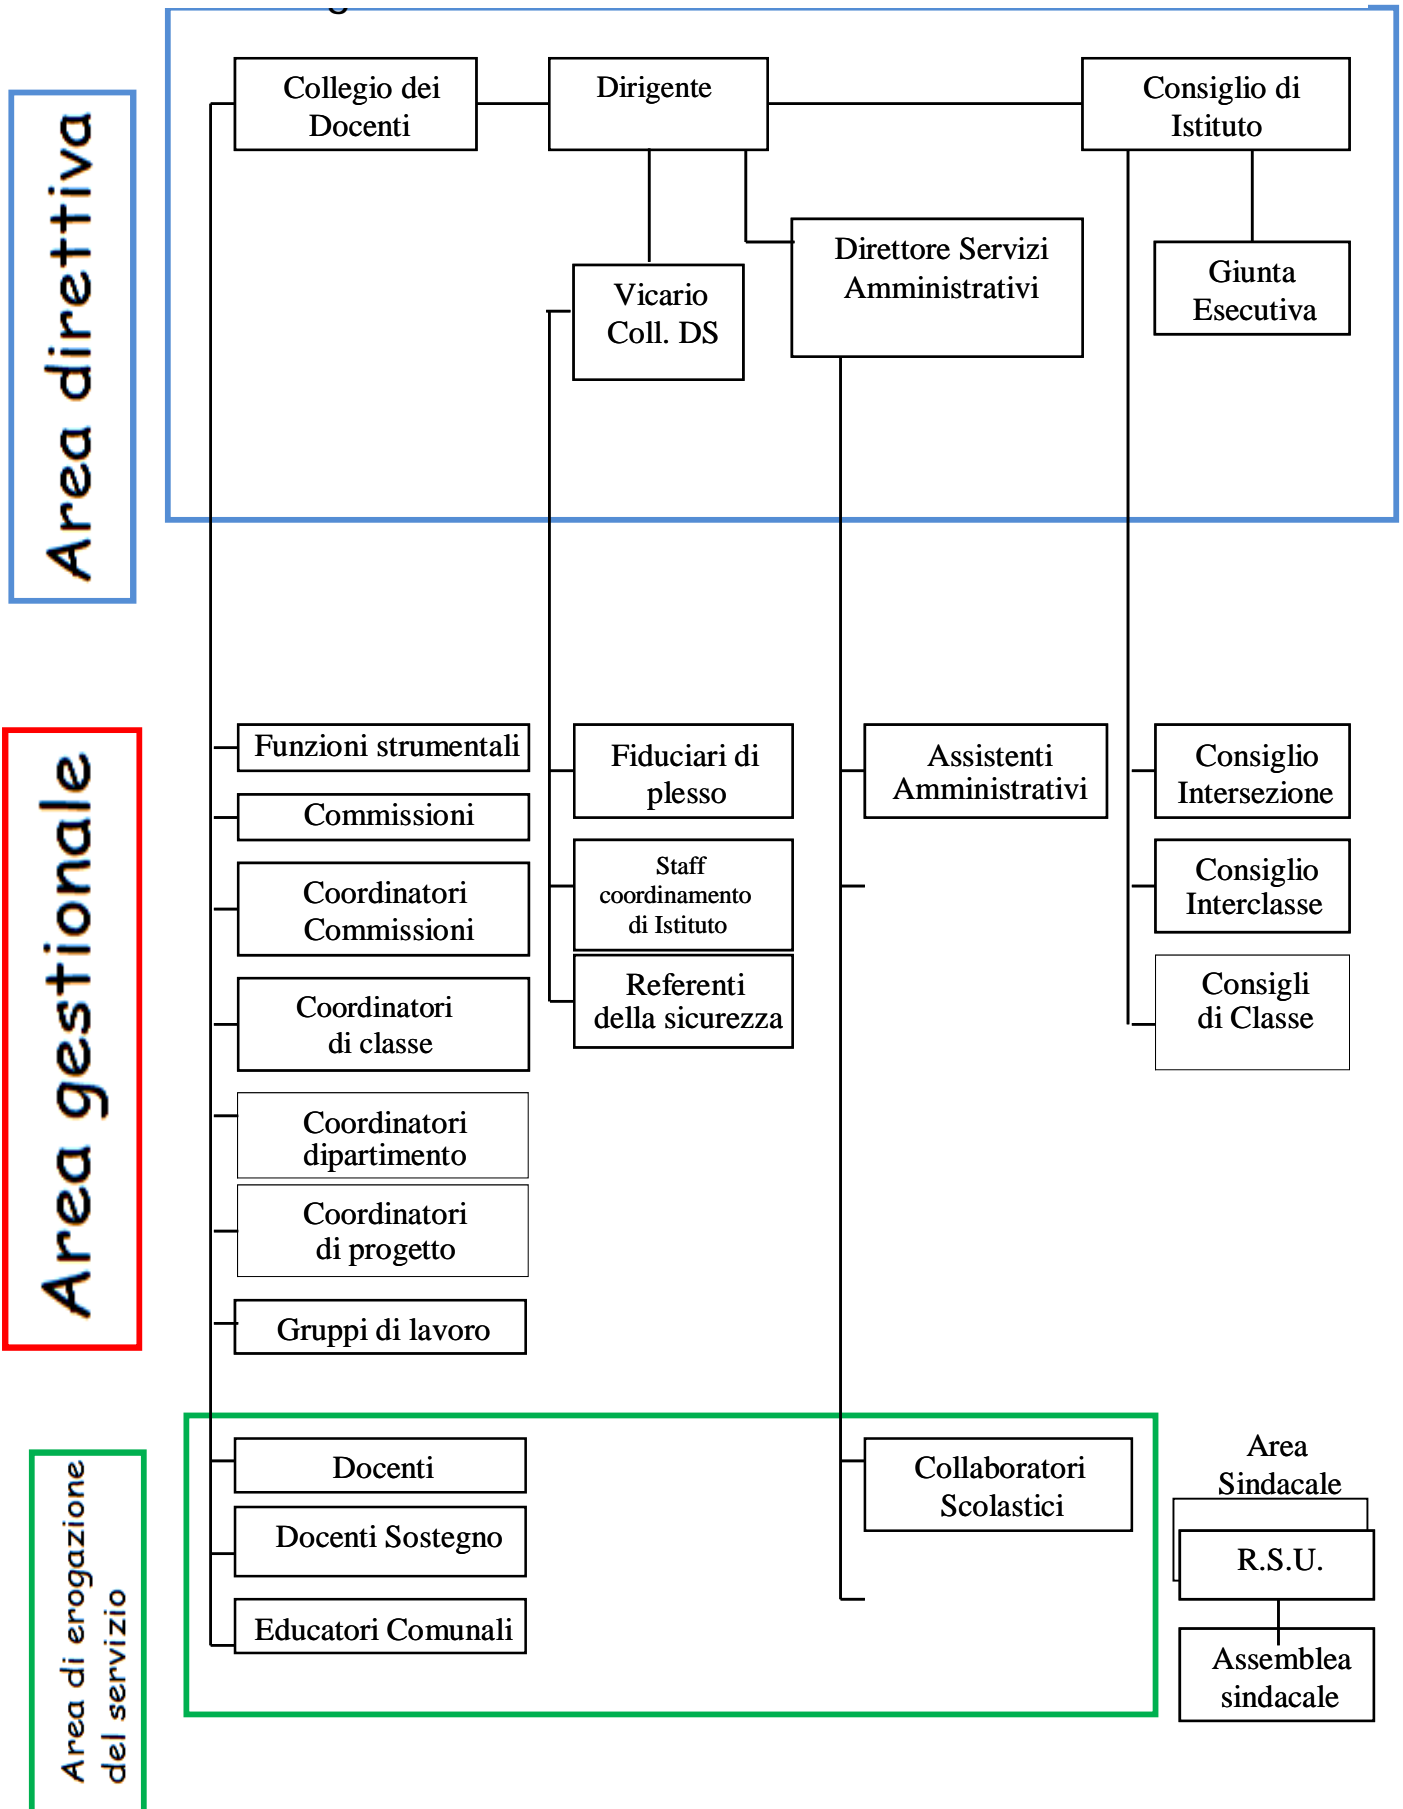 Collegio dei
Docenti
Dirigente
Consiglio di
Istituto
Area direttiva
Direttore Servizi
Amministrativi
Vicario
Coll. DS
Giunta
Esecutiva
Area gestionale
Funzioni strumentali
Commissioni
Coordinatori
Commissioni
Coordinatori
di classe
Coordinatori
dipartimento
Coordinatori
di progetto
Gruppi di lavoro
Fiduciari di
plesso
Staff
coordinamento
di Istituto
Referenti
della sicurezza
Assistenti
Amministrativi
Consiglio
Intersezione
Consiglio
Interclasse
Consigli
di Classe
Area di erogazione
del servizio
Docenti
Docenti Sostegno
Educatori Comunali
Collaboratori
Scolastici
Area
Sindacale
R.S.U.
Assemblea
sindacale